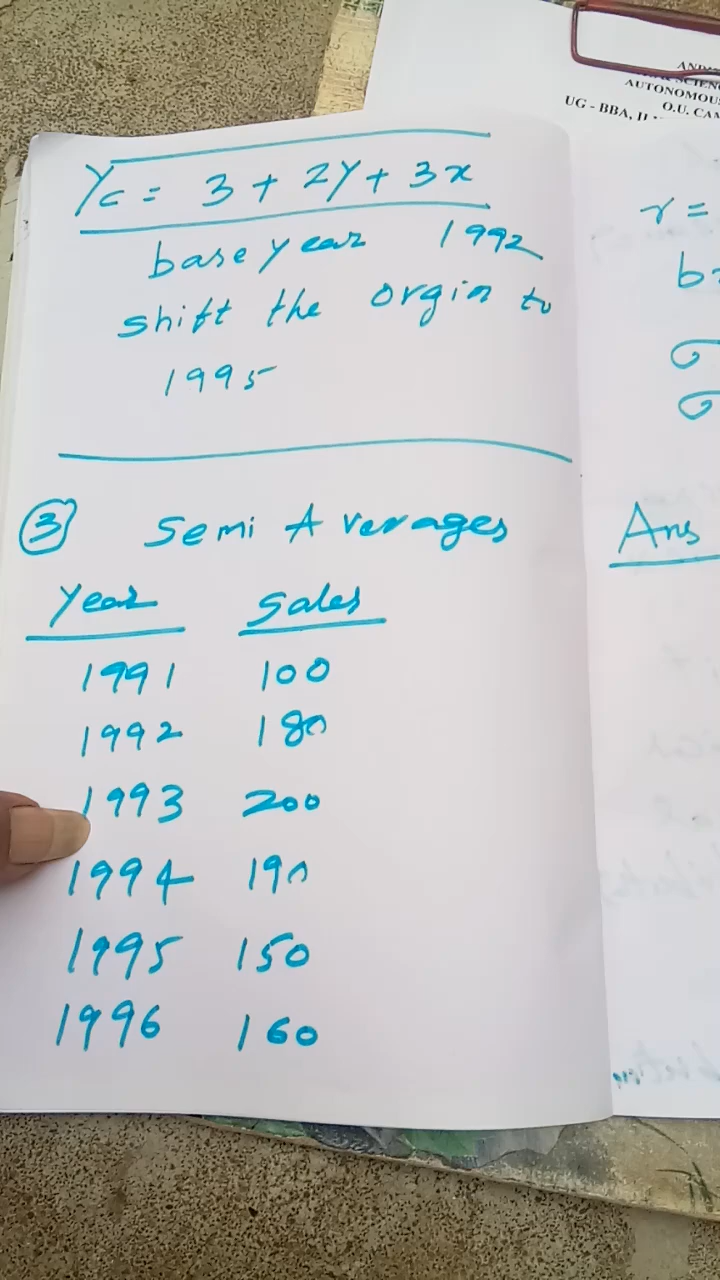 AUTONOMOUS
O.U. CAM
UG - BBA, II
Yc = 3 + 2Y + 3x
base year 1992
shift the orgin to
1995
3 Semi Averages
Year Sales
1991 100
1992 180
1993 200
1994 190
1995 150
1996 160
r =
b=
Ans